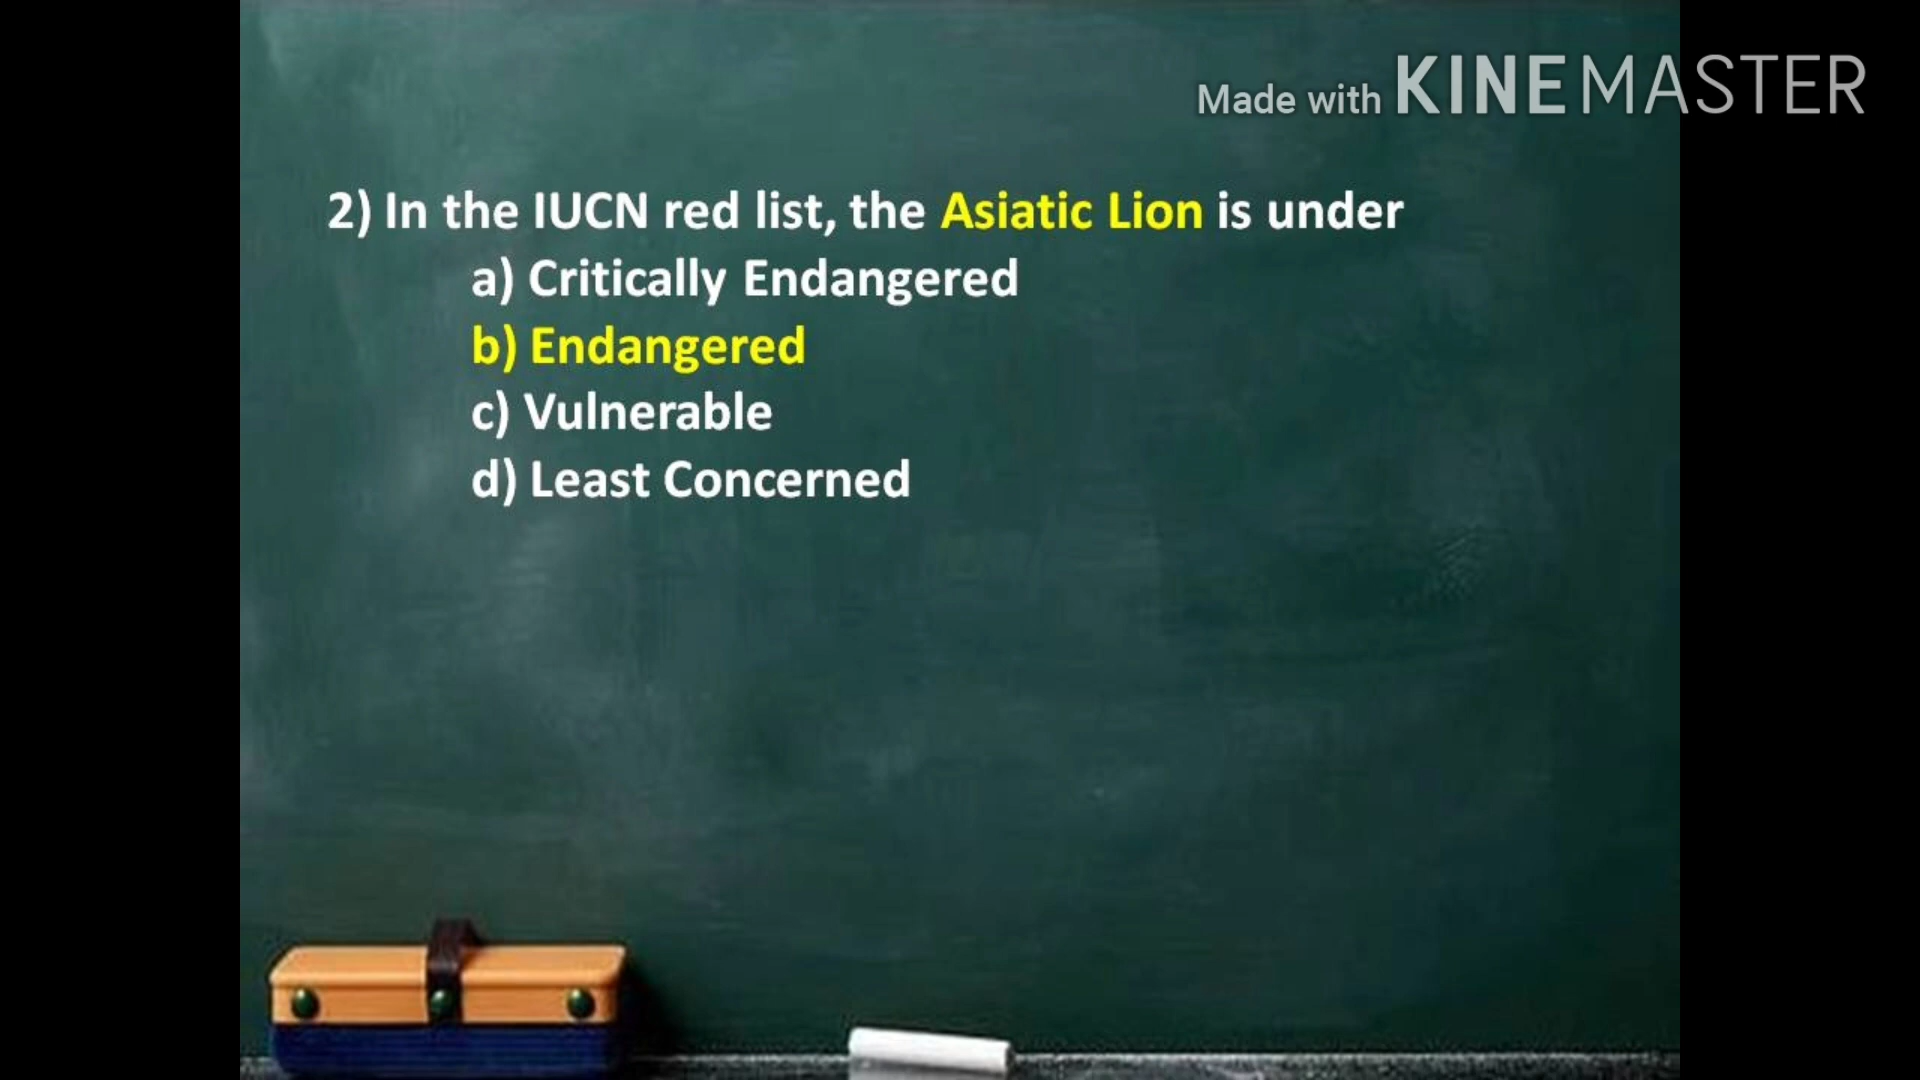 Made with KINEMASTER
2) In the IUCN red list, the Asiatic Lion is under
a) Critically Endangered
b) Endangered
c) Vulnerable
d) Least Concerned